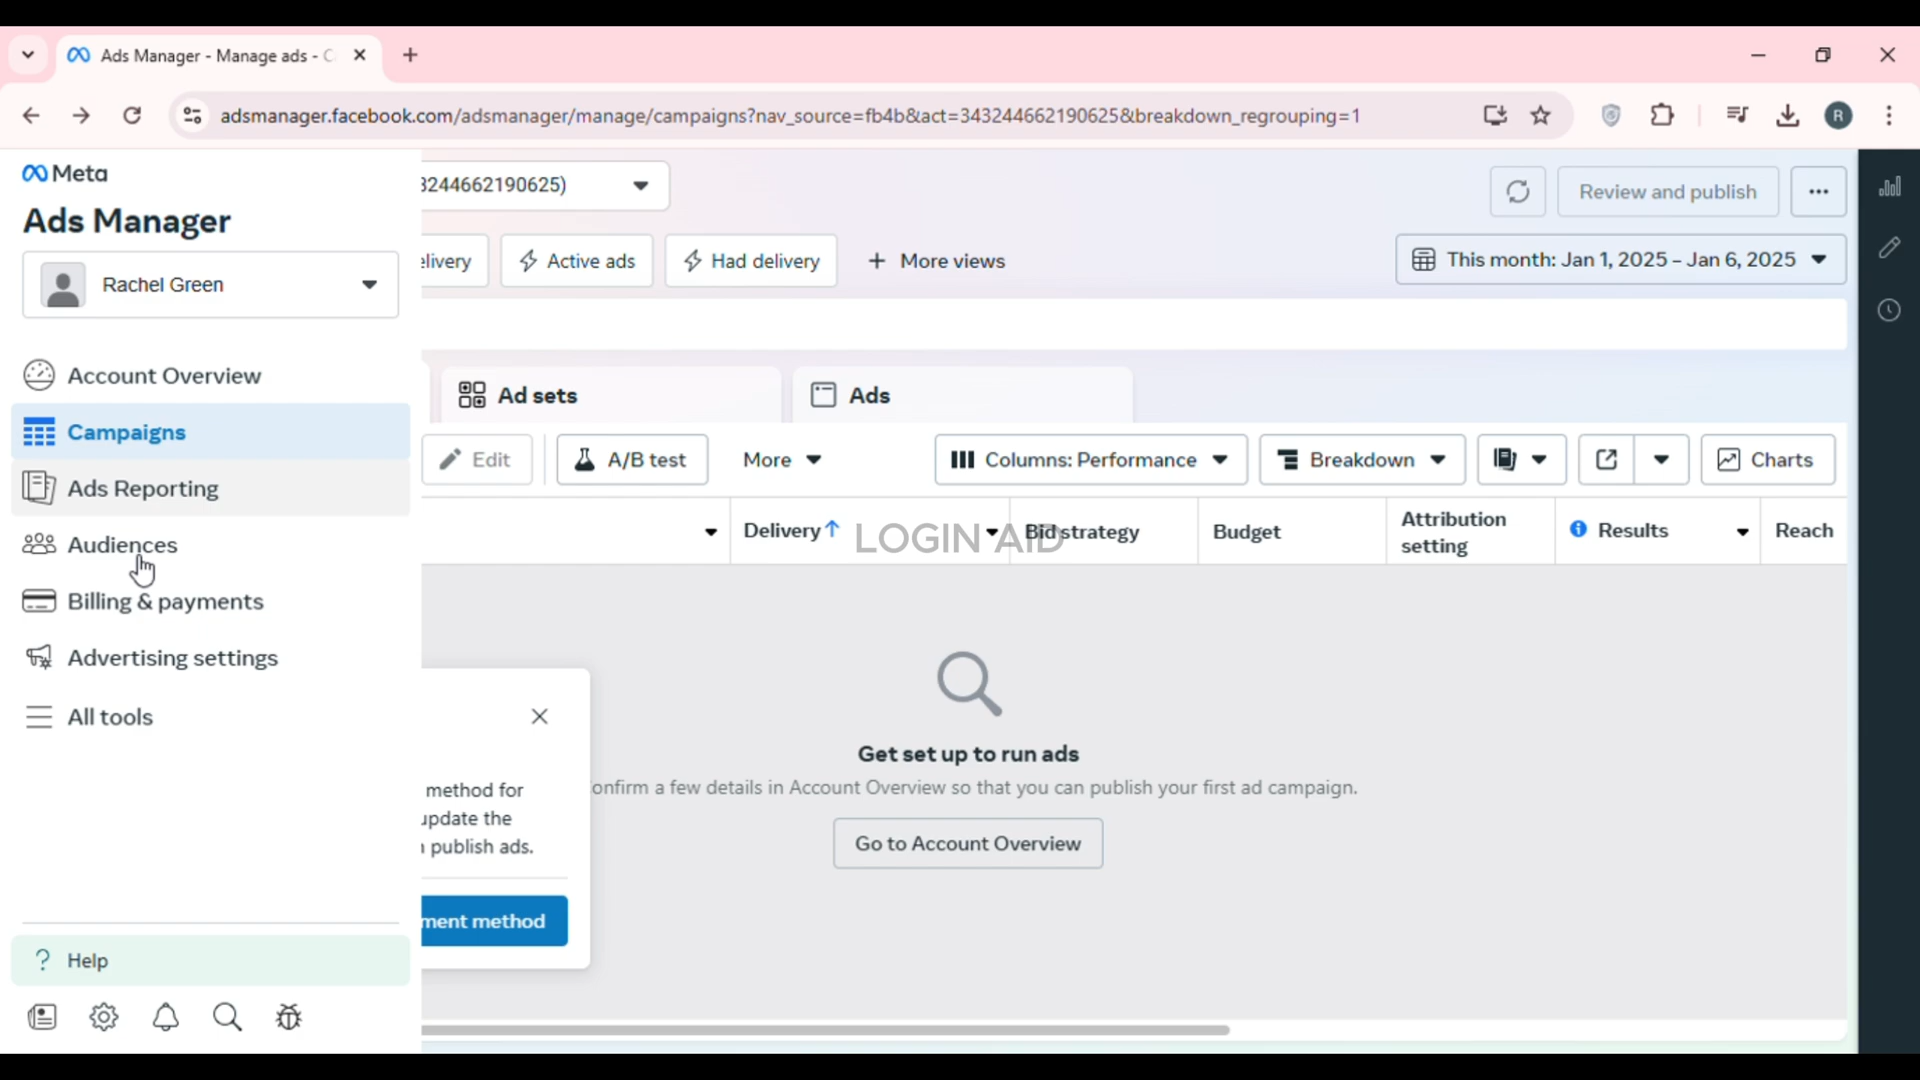 Ads Manager - Manage ads - C
adsmanager.facebook.com/adsmanager/manage/campaigns?nav_source=fb4b&act=343244662190625&breakdown_regrouping=1
R
Meta
Ads Manager
Rachel Green
Account Overview
Campaigns
Ads Reporting
Audiences
Billing & payments
Advertising settings
All tools
? Help
3244662190625)
Review and publish
elivery
Active ads
Had delivery
+ More views
This month: Jan 1, 2025 – Jan 6, 2025
Ad sets
Ads
Edit
A/B test
More
Columns: Performance
Breakdown
Charts
Delivery↑
Bid strategy
Budget
Attribution
setting
Results
Reach
LOGIN AID
method for
update the
publish ads.
ment method
Get set up to run ads
onfirm a few details in Account Overview so that you can publish your first ad campaign.
Go to Account Overview